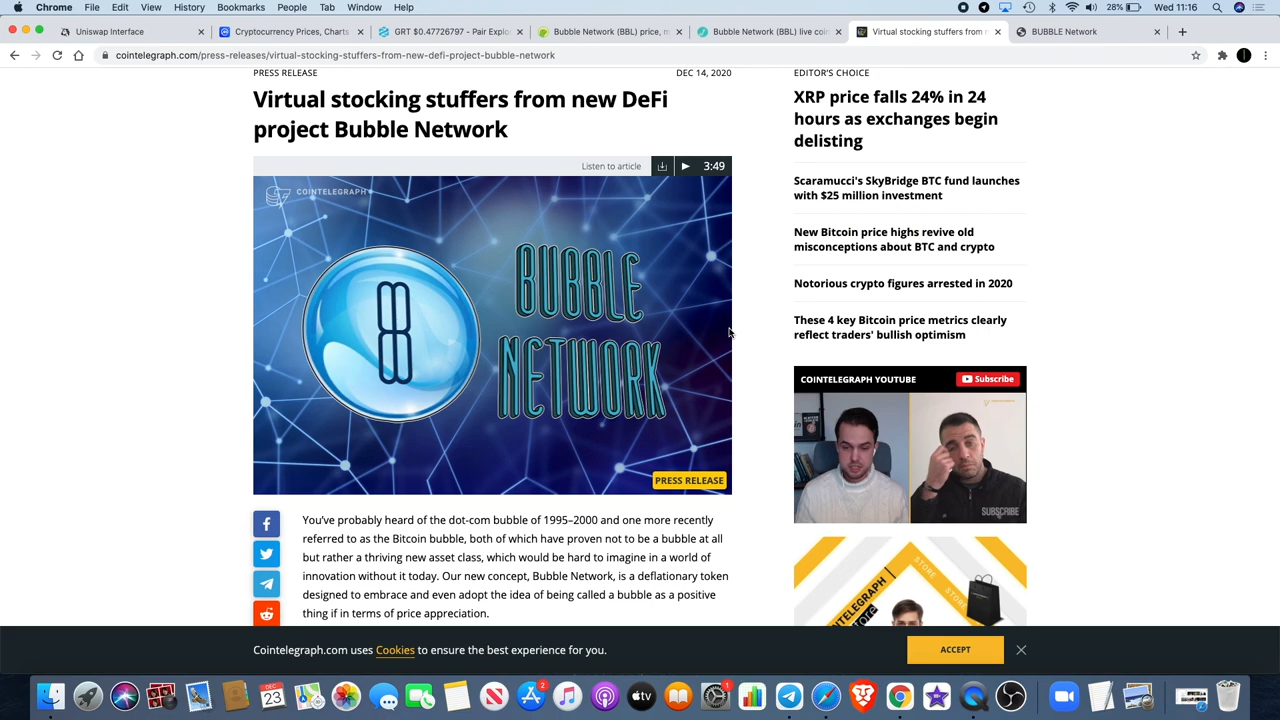 Chrome File Edit View History Bookmarks People Tab Window Help
28% Wed 11:16
Uniswap Interface
Cryptocurrency Prices, Charts
GRT $0.47726797 - Pair Explo
Bubble Network (BBL) price, m
Bubble Network (BBL) live coi
Virtual stocking stuffers from n
BUBBLE Network
cointelegraph.com/press-releases/virtual-stocking-stuffers-from-new-defi-project-bubble-network
PRESS RELEASE
DEC 14, 2020
Virtual stocking stuffers from new DeFi
project Bubble Network
Listen to article
3:49
COINTELEGRAPH
BUBBLE
NETWORK
PRESS RELEASE
You've probably heard of the dot-com bubble of 1995–2000 and one more recently
referred to as the Bitcoin bubble, both of which have proven not to be a bubble at all
but rather a thriving new asset class, which would be hard to imagine in a world of
innovation without it today. Our new concept, Bubble Network, is a deflationary token
designed to embrace and even adopt the idea of being called a bubble as a positive
thing if in terms of price appreciation.
EDITOR'S CHOICE
XRP price falls 24% in 24
hours as exchanges begin
delisting
Scaramucci's SkyBridge BTC fund launches
with $25 million investment
New Bitcoin price highs revive old
misconceptions about BTC and crypto
Notorious crypto figures arrested in 2020
These 4 key Bitcoin price metrics clearly
reflect traders' bullish optimism
COINTELEGRAPH YOUTUBE
Subscribe
SUBSCRIBE
STORE
STORE
Cointelegraph.com uses Cookies to ensure the best experience for you.
ACCEPT
DEC
23
2
tv
1